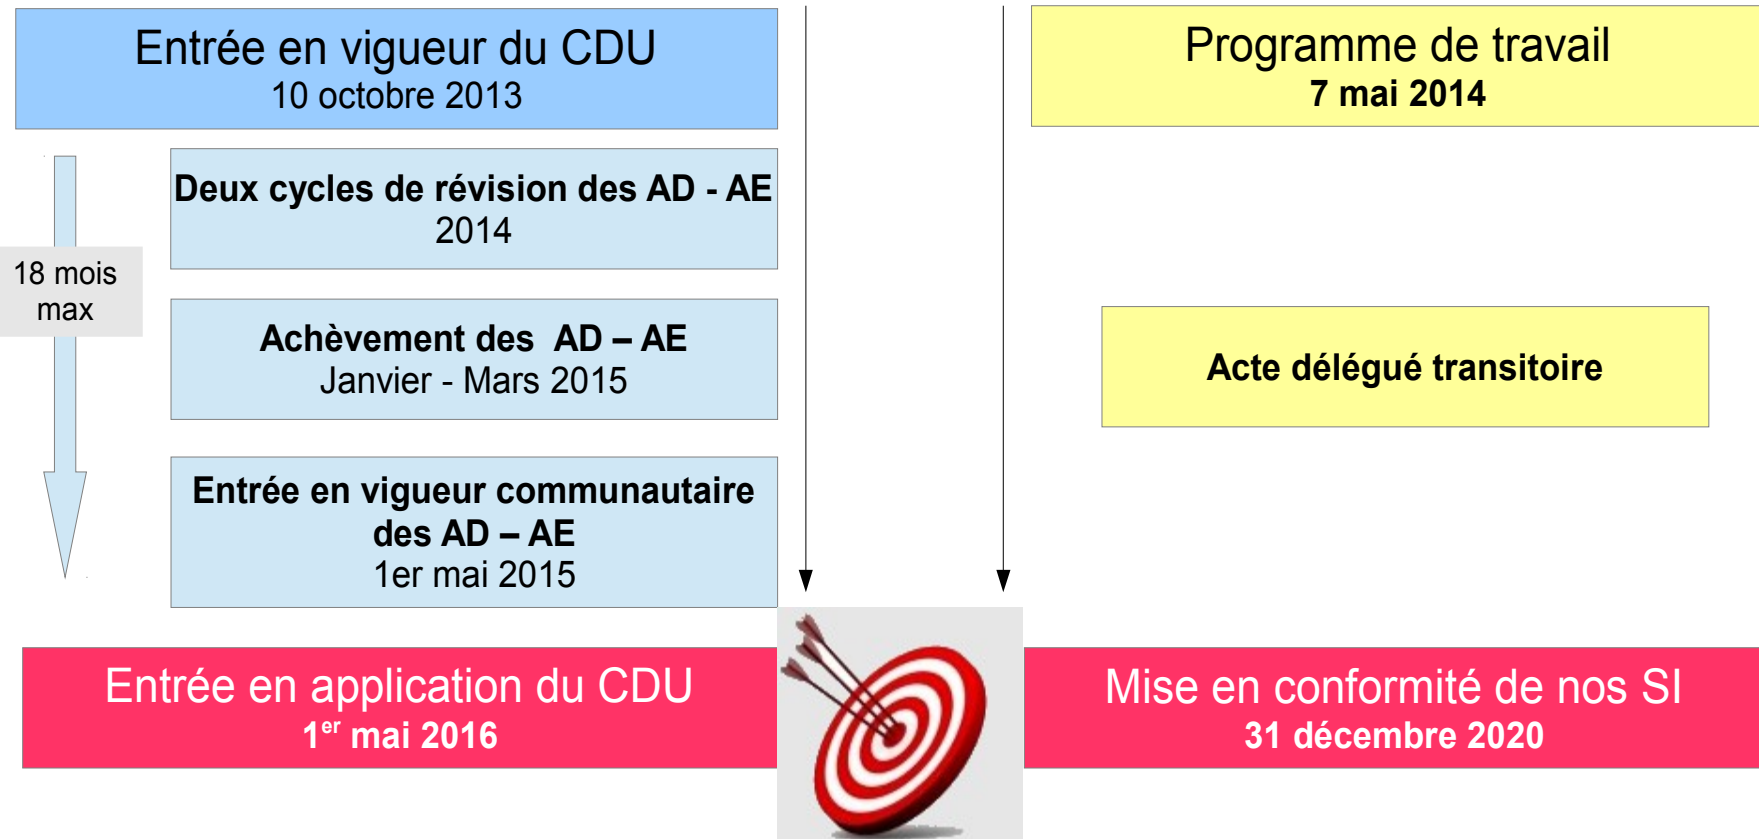 Entrée en vigueur du CDU
10 octobre 2013
Deux cycles de révision des AD - AE
2014
18 mois
max
Achèvement des  AD – AE
Janvier - Mars 2015
Entrée en vigueur communautaire
des AD – AE
1er mai 2015
Entrée en application du CDU
1er mai 2016
Programme de travail
7 mai 2014
Acte délégué transitoire
Mise en conformité de nos SI
31 décembre 2020